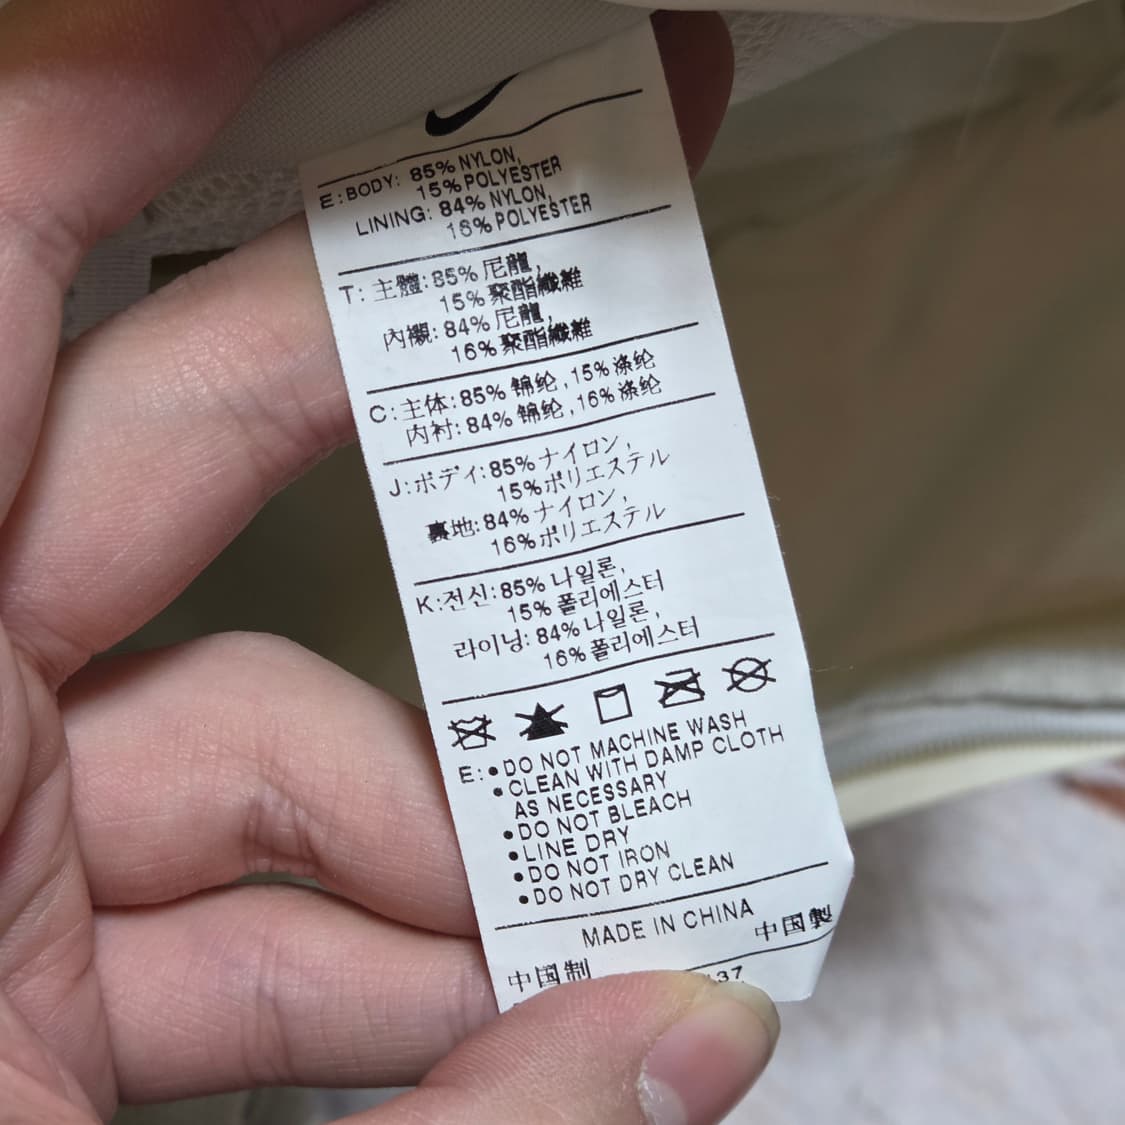 E:BODY: 85% NYLON,
15% POLYESTER
LINING: 84% NYLON,
16% POLYESTER
T:主體:85% 尼龍,
15% 聚酯纖維
內襯:84% 尼龍,
16% 聚酯纖維
C:主体:85% 锦纶,15% 涤纶
内衬:84% 锦纶,16% 涤纶
J:ボディ:85% ナイロン,
15% ポリエステル
裏地:84% ナイロン,
16% ポリエステル
K:전신:85% 나일론,
15% 폴리에스터
라이닝:84% 나일론,
16% 폴리에스터
E:●DO NOT MACHINE WASH
●CLEAN WITH DAMP CLOTH
AS NECESSARY
●DO NOT BLEACH
●LINE DRY
●DO NOT IRON
●DO NOT DRY CLEAN
MADE IN CHINA
中国制 中国製
37